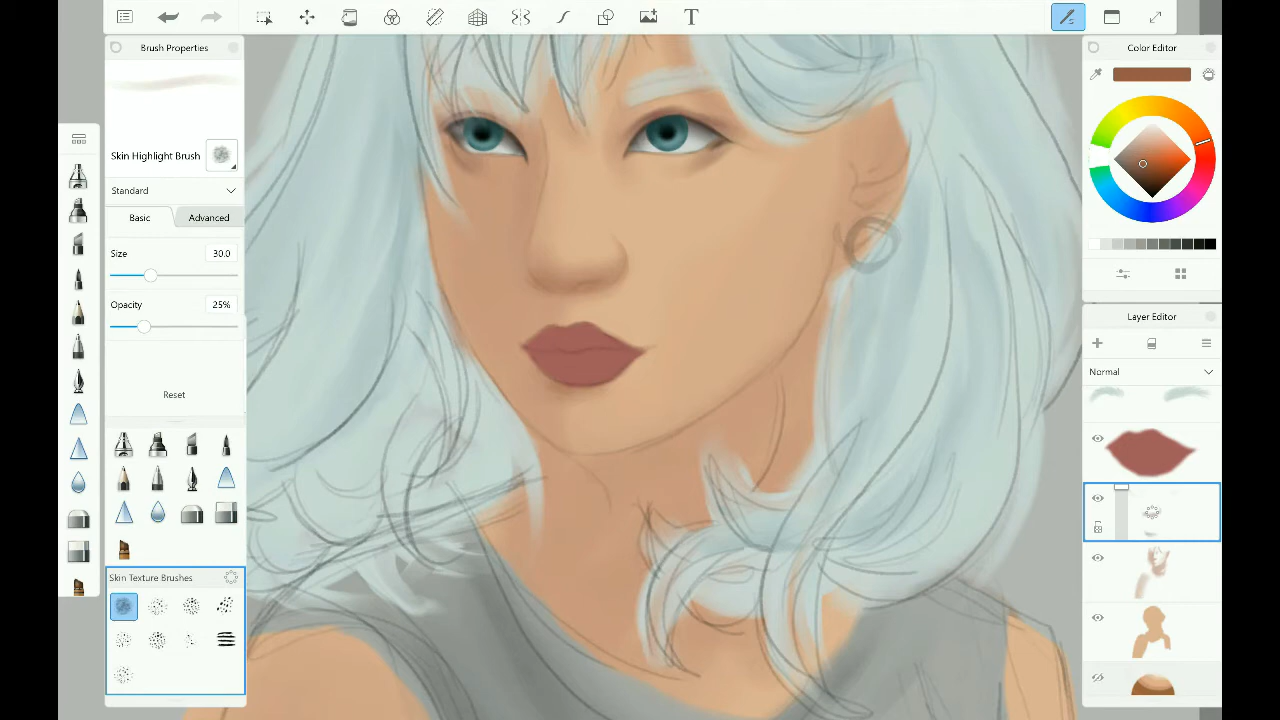 T
Brush Properties
Color Editor
Skin Highlight Brush
Standard
Basic
Advanced
Size
30.0
Opacity
25%
Reset
Layer Editor
Normal
Skin Texture Brushes